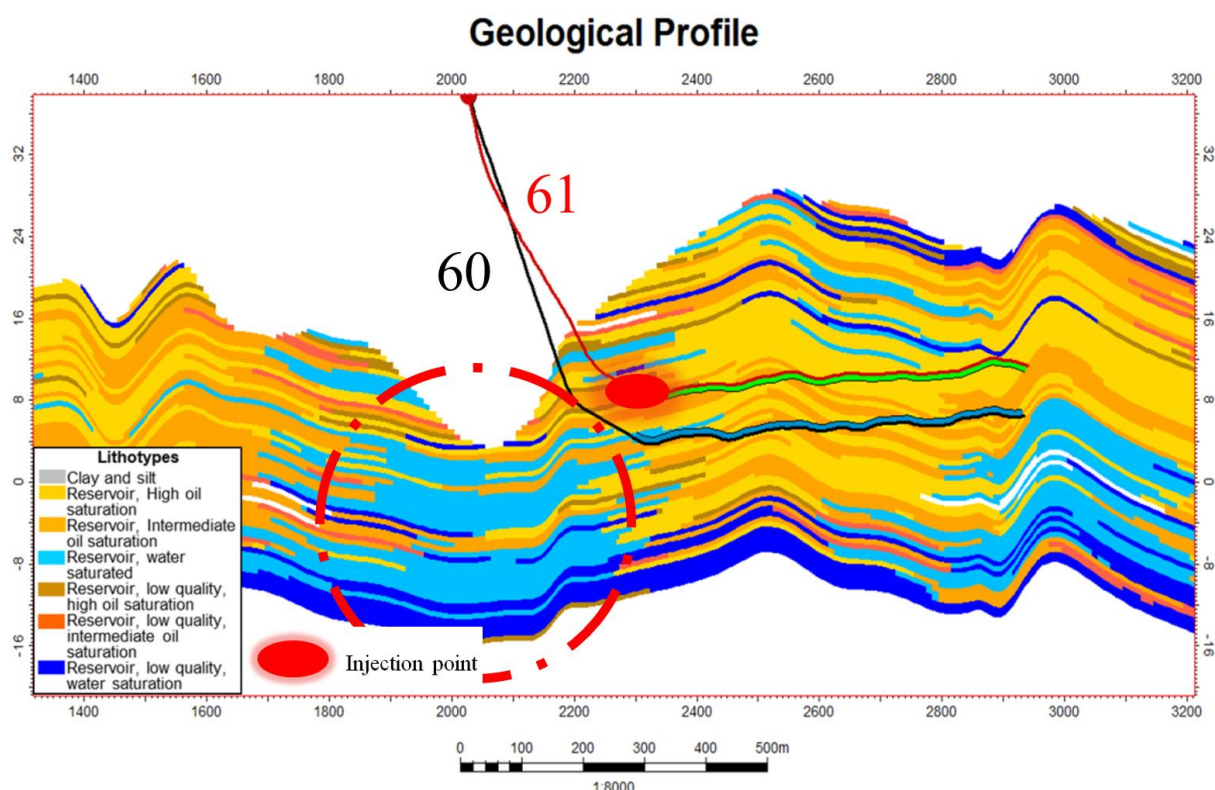 Geological Profile
1400 1600 1800 2000 2200 2400 2600 2800 3000 3200
32 32
24 24
16 16
8 8
0 0
-8 -8
-16 -16
61
60
Lithotypes
Clay and silt
Reservoir, High oil
saturation
Reservoir, Intermediate
oil saturation
Reservoir, water
saturated
Reservoir, low quality,
high oil saturation
Reservoir, low quality,
intermediate oil
saturation
Reservoir, low quality,
water saturation
Injection point
1400 1600 1800 2000 2200 2400 2600 2800 3000 3200
0 100 200 300 400 500m
1:8000